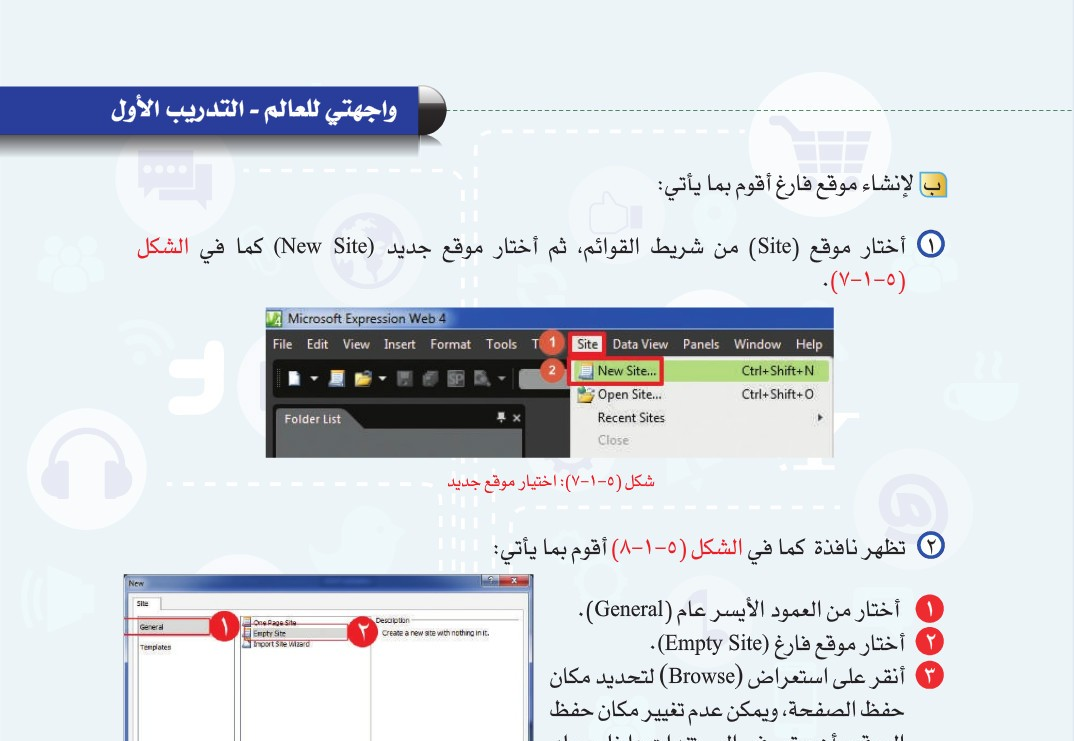 واجهتي للعالم - التدريب الأول
ب لإنشاء موقع فارغ أقوم بما يأتي:
١ أختار موقع (Site) من شريط القوائم، ثم أختار موقع جديد (New Site) كما في الشكل
(٥-١-٧).
Microsoft Expression Web 4
File Edit View Insert Format Tools T 1 Site Data View Panels Window Help
2 New Site... Ctrl+Shift+N
Open Site... Ctrl+Shift+O
Folder List
Recent Sites
Close
شكل (٥-١-٧): اختيار موقع جديد
٢ تظهر نافذة كما في الشكل (٥-١-٨) أقوم بما يأتي:
New
Site
General ١
Templates
One Page Site
Empty Site ٢
Import Site Wizard
Description
Create a new site with nothing in it.
١ أختار من العمود الأيسر عام (General).
٢ أختار موقع فارغ (Empty Site).
٣ أنقر على استعراض (Browse) لتحديد مكان
حفظ الصفحة، ويمكن عدم تغيير مكان حفظ